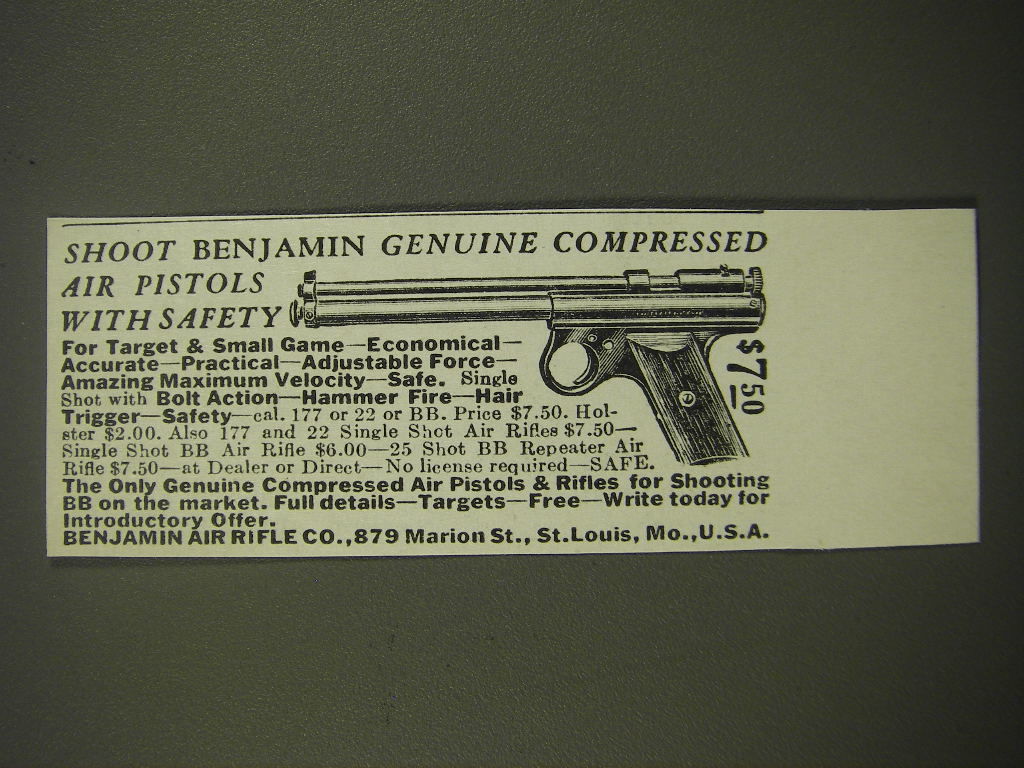 SHOOT BENJAMIN GENUINE COMPRESSED
AIR PISTOLS
WITH SAFETY
For Target & Small Game—Economical—
Accurate—Practical—Adjustable Force—
Amazing Maximum Velocity—Safe. Single
Shot with Bolt Action—Hammer Fire—Hair
Trigger—Safety—cal. 177 or 22 or BB. Price $7.50. Hol-
ster $2.00. Also 177 and 22 Single Shot Air Rifles $7.50—
Single Shot BB Air Rifle $6.00—25 Shot BB Repeater Air
Rifle $7.50—at Dealer or Direct—No license required—SAFE.
$750
The Only Genuine Compressed Air Pistols & Rifles for Shooting
BB on the market. Full details—Targets—Free—Write today for
Introductory Offer.
BENJAMIN AIR RIFLE CO., 879 Marion St., St. Louis, Mo., U.S.A.